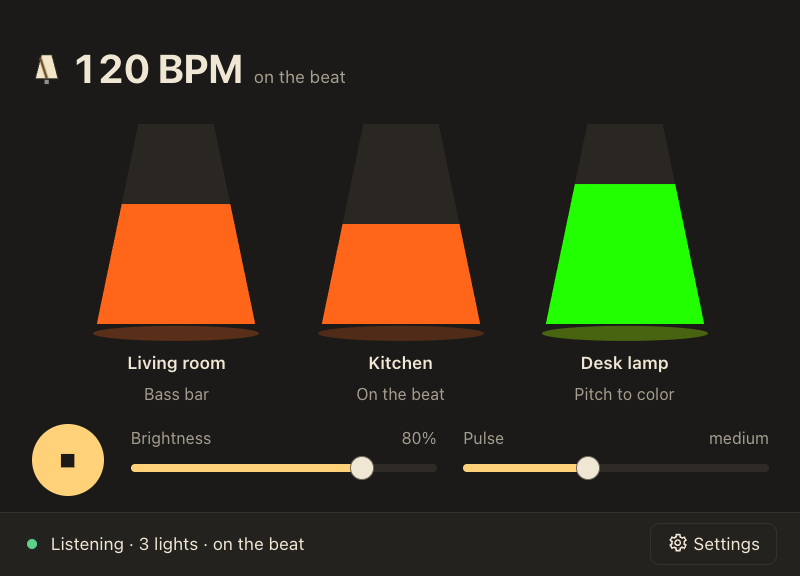 120 BPM on the beat
Living room
Bass bar
Kitchen
On the beat
Desk lamp
Pitch to color
Brightness 80%
Pulse medium
Listening · 3 lights · on the beat
Settings